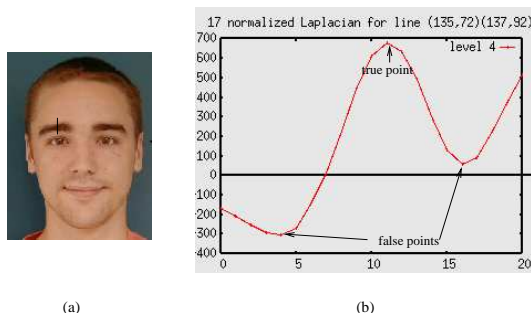 17 normalized Laplacian for line (135,72)(137,92)
700
level 4
600
true point
500
400
300
200
100
0
-100
-200
-300
false points
-400
0 5 10 15 20
(a) (b)